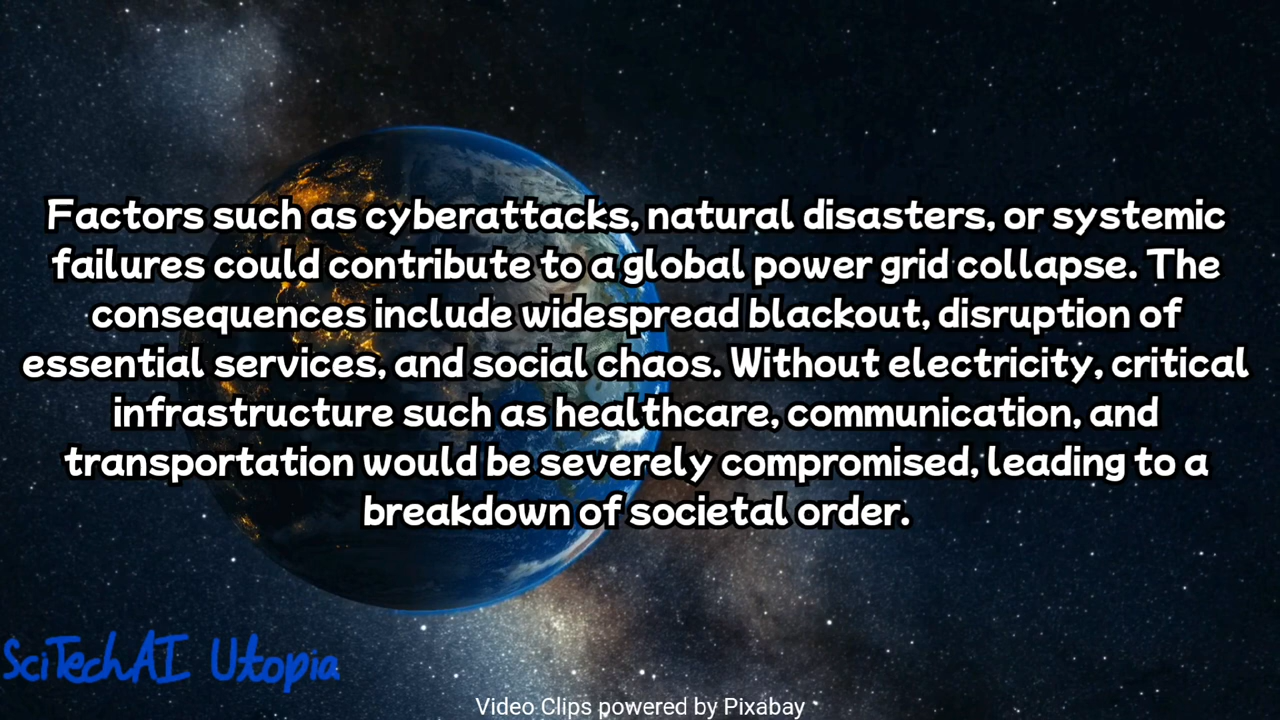 Factors such as cyberattacks, natural disasters, or systemic
failures could contribute to a global power grid collapse. The
consequences include widespread blackout, disruption of
essential services, and social chaos. Without electricity, critical
infrastructure such as healthcare, communication, and
transportation would be severely compromised, leading to a
breakdown of societal order.
SciTechAI Utopia
Video Clips powered by Pixabay